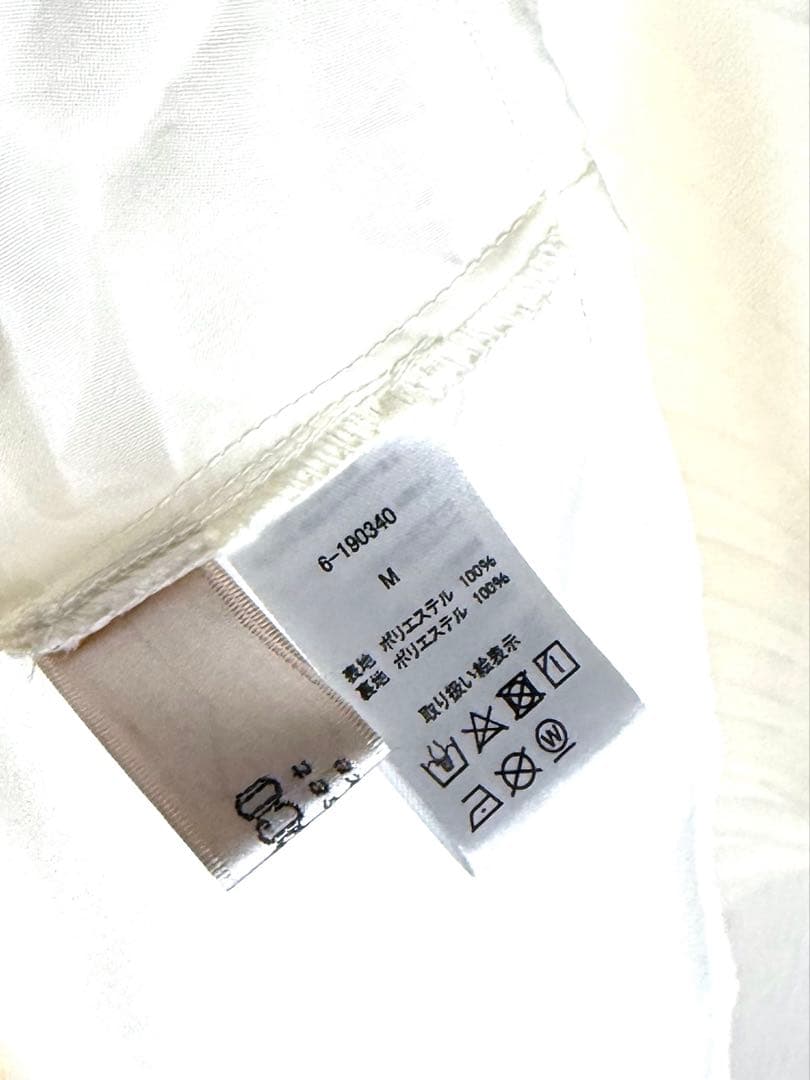 6-190340
M
表地 ポリエステル 100%
裏地 ポリエステル 100%
取り扱い絵表示
W